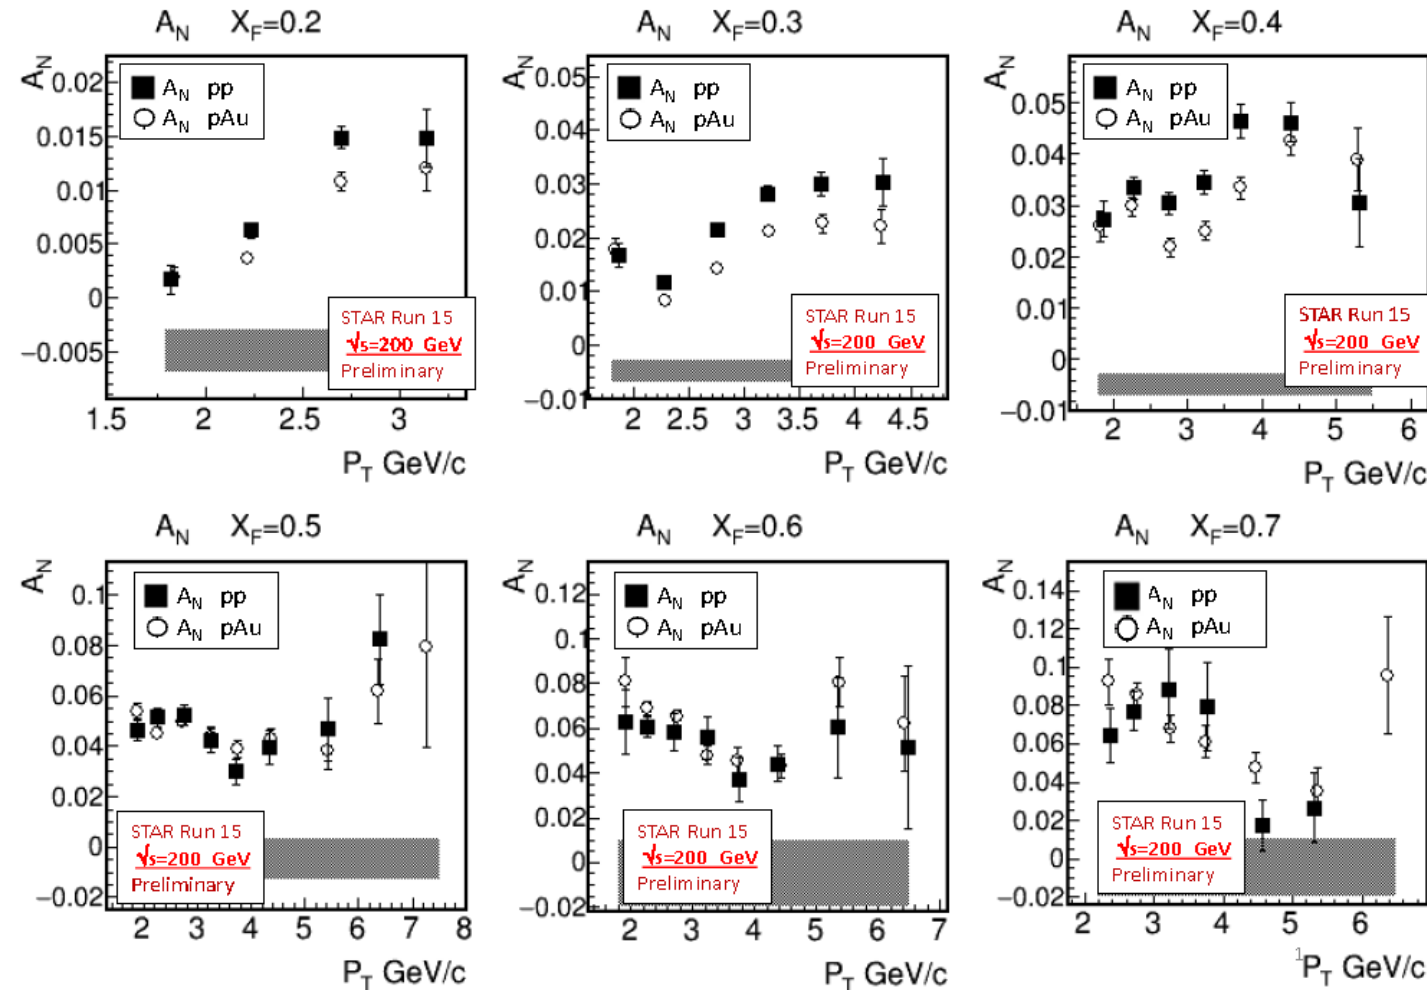 A_N X_F=0.2
A_N
0.02
0.015
0.01
0.005
0
−0.005
A_N pp
A_N pAu
STAR Run 15
√s=200 GeV
Preliminary
1.5 2 2.5 3
P_T GeV/c
A_N X_F=0.3
A_N
0.05
0.04
0.03
0.02
0.01
0
−0.01
A_N pp
A_N pAu
STAR Run 15
√s=200 GeV
Preliminary
2 2.5 3 3.5 4 4.5
P_T GeV/c
A_N X_F=0.4
A_N
0.05
0.04
0.03
0.02
0.01
0
−0.01
A_N pp
A_N pAu
STAR Run 15
√s=200 GeV
Preliminary
2 3 4 5 6
P_T GeV/c
A_N X_F=0.5
A_N
0.1
0.08
0.06
0.04
0.02
0
−0.02
A_N pp
A_N pAu
STAR Run 15
√s=200 GeV
Preliminary
2 3 4 5 6 7 8
P_T GeV/c
A_N X_F=0.6
A_N
0.12
0.1
0.08
0.06
0.04
0.02
0
−0.02
A_N pp
A_N pAu
STAR Run 15
√s=200 GeV
Preliminary
2 3 4 5 6 7
P_T GeV/c
A_N X_F=0.7
A_N
0.14
0.12
0.1
0.08
0.06
0.04
0.02
0
−0.02
A_N pp
A_N pAu
STAR Run 15
√s=200 GeV
Preliminary
2 3 4 5 6
1
P_T GeV/c